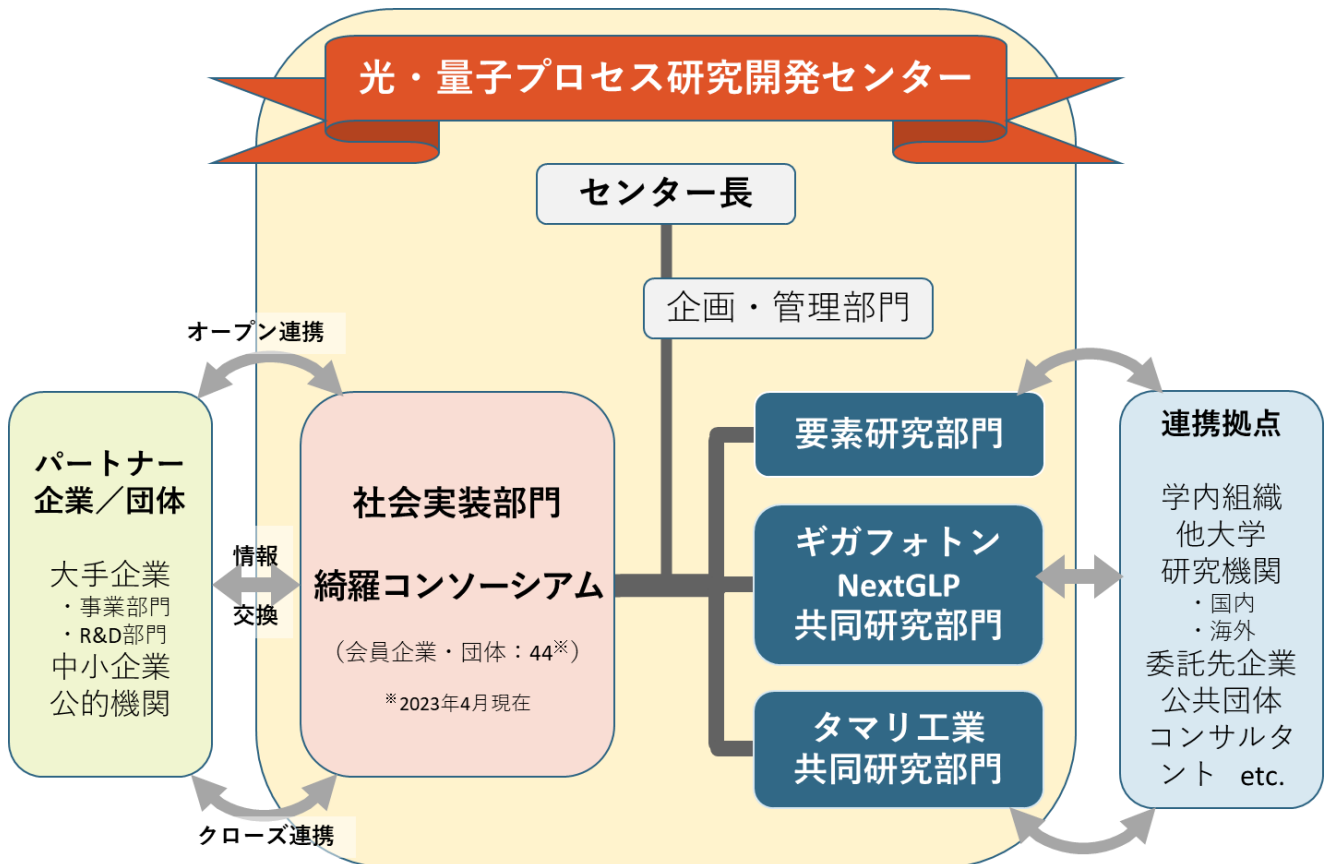 光・量子プロセス研究開発センター
センター長
企画・管理部門
オープン連携
パートナー
企業／団体
大手企業
・事業部門
・R&D部門
中小企業
公的機関
情報
交換
クローズ連携
社会実装部門
綺羅コンソーシアム
（会員企業・団体：44※）
※2023年4月現在
要素研究部門
ギガフォトン
NextGLP
共同研究部門
タマリ工業
共同研究部門
連携拠点
学内組織
他大学
研究機関
・国内
・海外
委託先企業
公共団体
コンサルタ
ント etc.